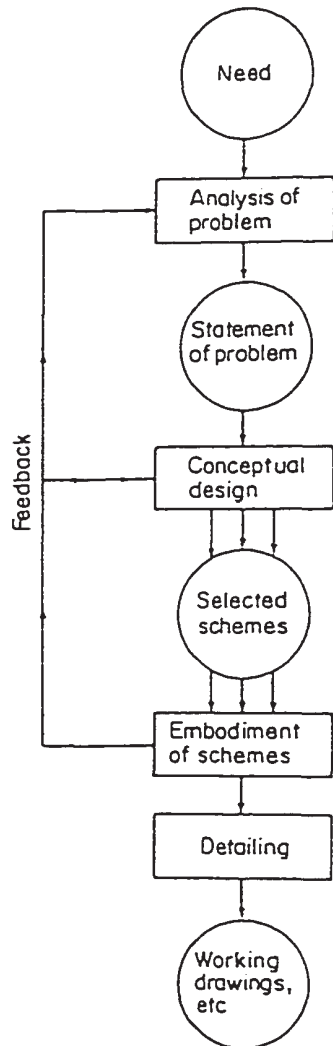 Need
Analysis of
problem
Statement
of problem
Feedback
Conceptual
design
Selected
schemes
Embodiment
of schemes
Detailing
Working
drawings,
etc